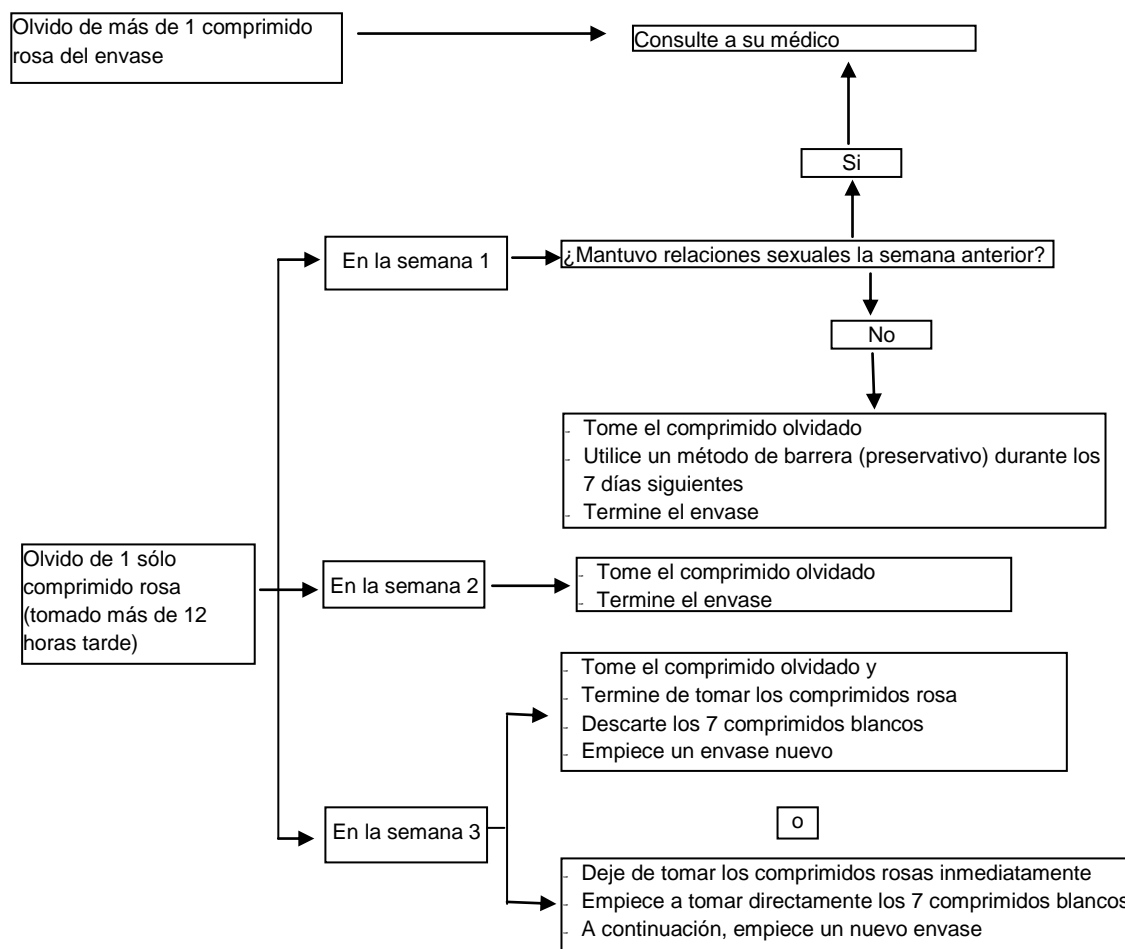 Olvido de más de 1 comprimido
rosa del envase
Consulte a su médico
Si
En la semana 1
¿Mantuvo relaciones sexuales la semana anterior?
No
- Tome el comprimido olvidado
- Utilice un método de barrera (preservativo) durante los
7 días siguientes
- Termine el envase
Olvido de 1 sólo
comprimido rosa
(tomado más de 12
horas tarde)
En la semana 2
- Tome el comprimido olvidado
- Termine el envase
- Tome el comprimido olvidado y
- Termine de tomar los comprimidos rosa
- Descarte los 7 comprimidos blancos
- Empiece un envase nuevo
En la semana 3
o
- Deje de tomar los comprimidos rosas inmediatamente
- Empiece a tomar directamente los 7 comprimidos blancos
- A continuación, empiece un nuevo envase